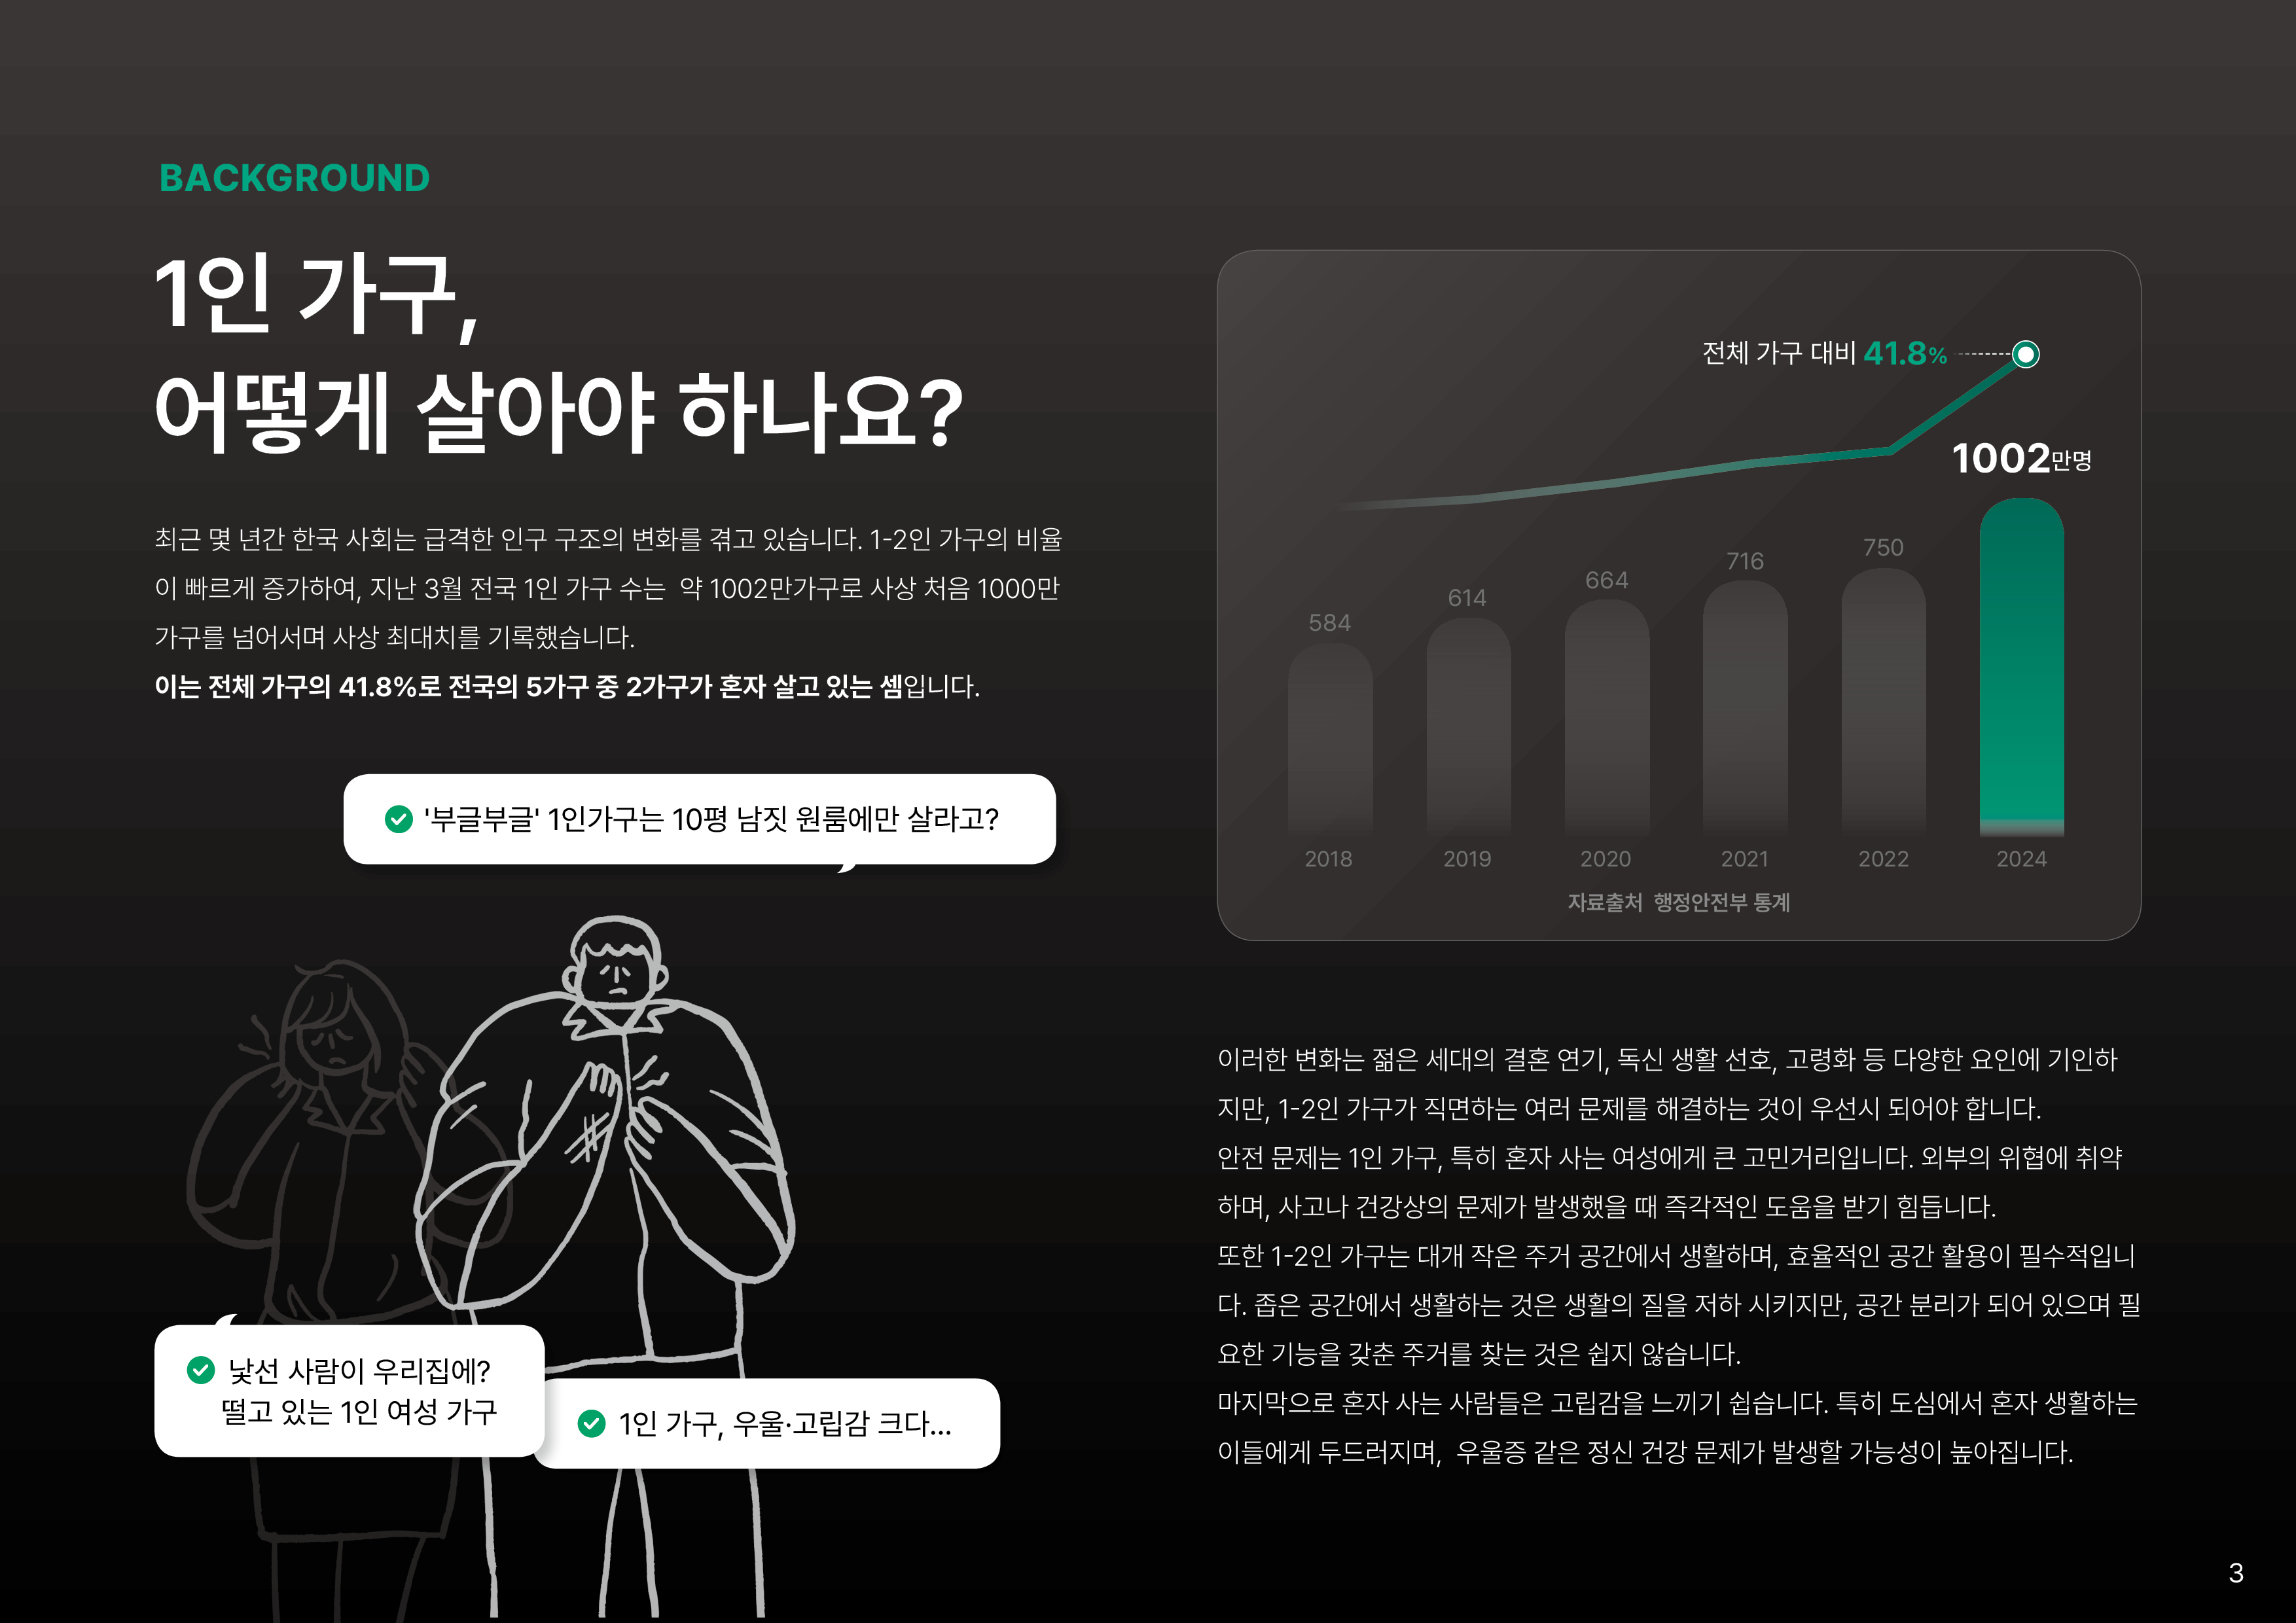 BACKGROUND
1인 가구,
어떻게 살아야 하나요?
최근 몇 년간 한국 사회는 급격한 인구 구조의 변화를 겪고 있습니다. 1-2인 가구의 비율
이 빠르게 증가하여, 지난 3월 전국 1인 가구 수는 약 1002만가구로 사상 처음 1000만
가구를 넘어서며 사상 최대치를 기록했습니다.
이는 전체 가구의 41.8%로 전국의 5가구 중 2가구가 혼자 살고 있는 셈입니다.
'부글부글' 1인가구는 10평 남짓 원룸에만 살라고?
낯선 사람이 우리집에?
떨고 있는 1인 여성 가구
1인 가구, 우울·고립감 크다...
전체 가구 대비 41.8%
1002만명
584
614
664
716
750
2018
2019
2020
2021
2022
2024
자료출처 행정안전부 통계
이러한 변화는 젊은 세대의 결혼 연기, 독신 생활 선호, 고령화 등 다양한 요인에 기인하
지만, 1-2인 가구가 직면하는 여러 문제를 해결하는 것이 우선시 되어야 합니다.
안전 문제는 1인 가구, 특히 혼자 사는 여성에게 큰 고민거리입니다. 외부의 위협에 취약
하며, 사고나 건강상의 문제가 발생했을 때 즉각적인 도움을 받기 힘듭니다.
또한 1-2인 가구는 대개 작은 주거 공간에서 생활하며, 효율적인 공간 활용이 필수적입니
다. 좁은 공간에서 생활하는 것은 생활의 질을 저하 시키지만, 공간 분리가 되어 있으며 필
요한 기능을 갖춘 주거를 찾는 것은 쉽지 않습니다.
마지막으로 혼자 사는 사람들은 고립감을 느끼기 쉽습니다. 특히 도심에서 혼자 생활하는
이들에게 두드러지며, 우울증 같은 정신 건강 문제가 발생할 가능성이 높아집니다.
3